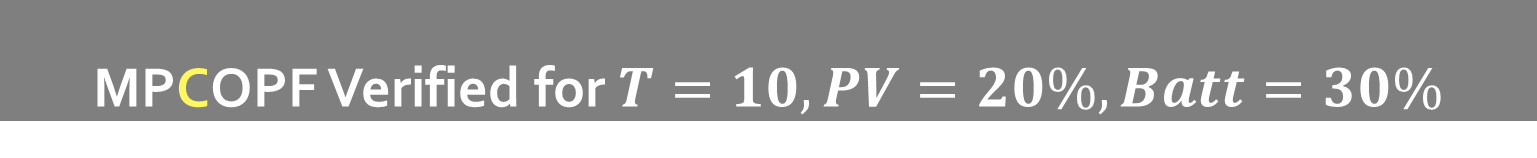 MPCOPF Verified for T = 10, PV = 20%, Batt = 30%